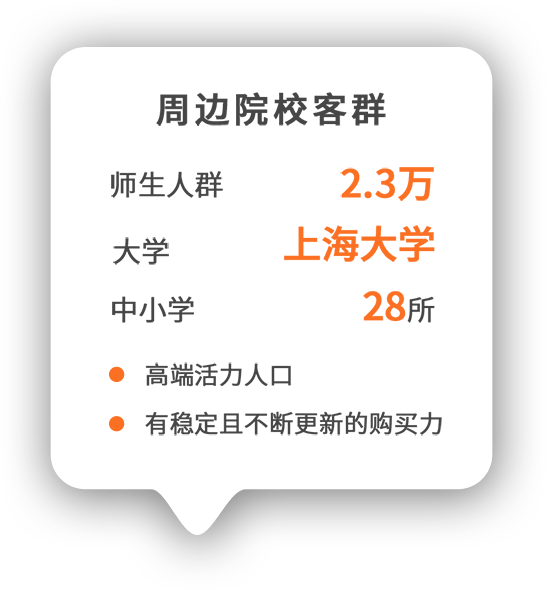 周边院校客群
师生人群 2.3万
大学 上海大学
中小学 28所
高端活力人口
有稳定且不断更新的购买力